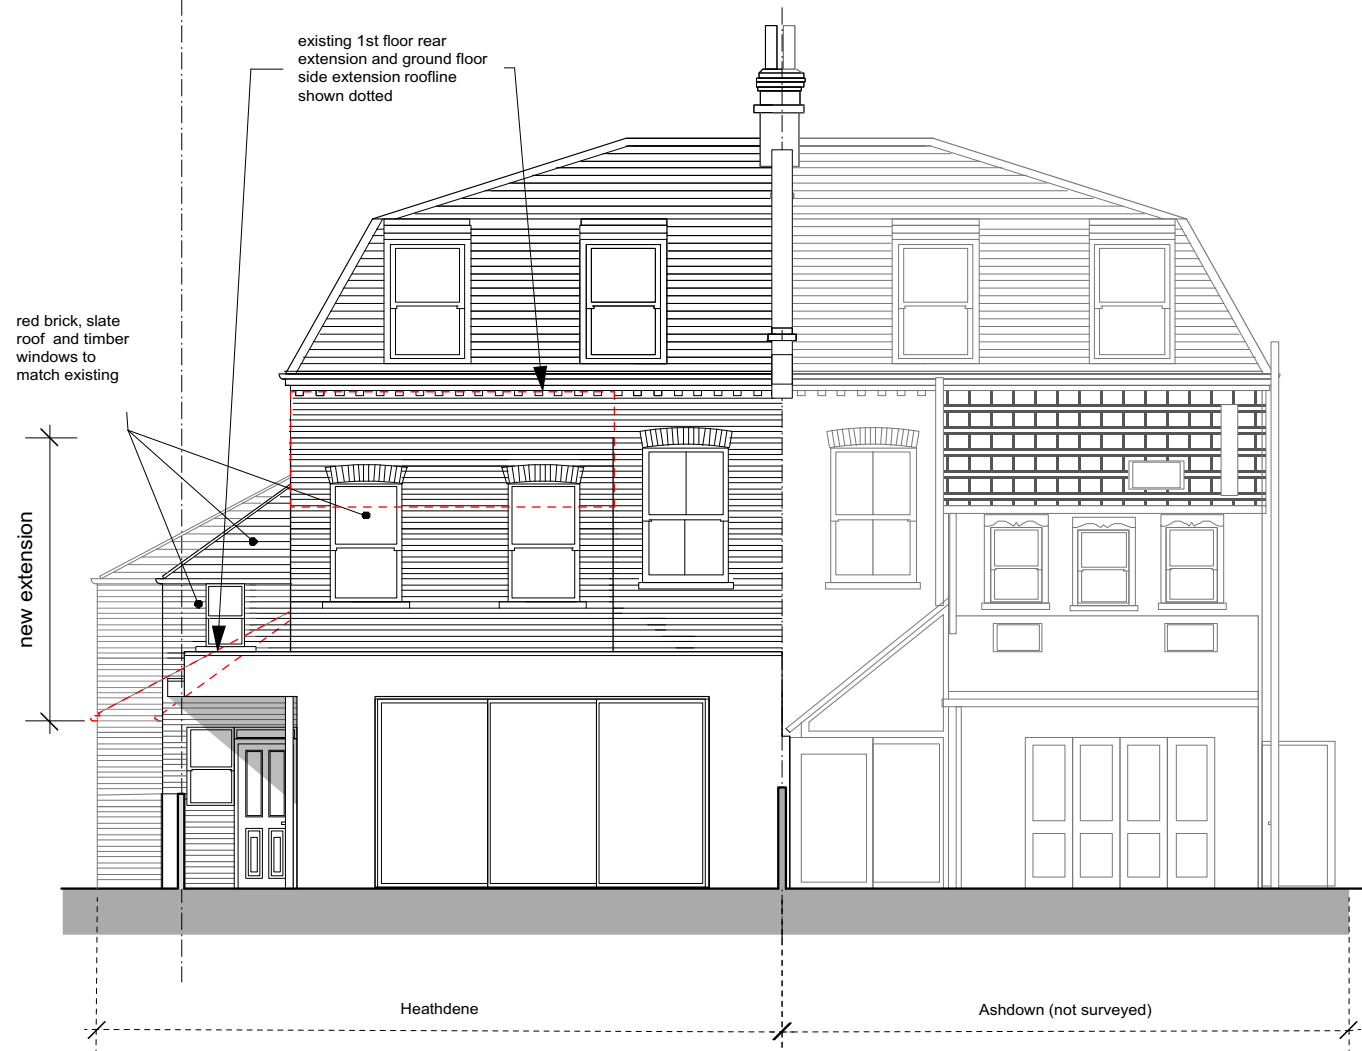 existing 1st floor rear
extension and ground floor
side extension roofline
shown dotted
red brick, slate
roof and timber
windows to
match existing
new extension
Heathdene
Ashdown (not surveyed)